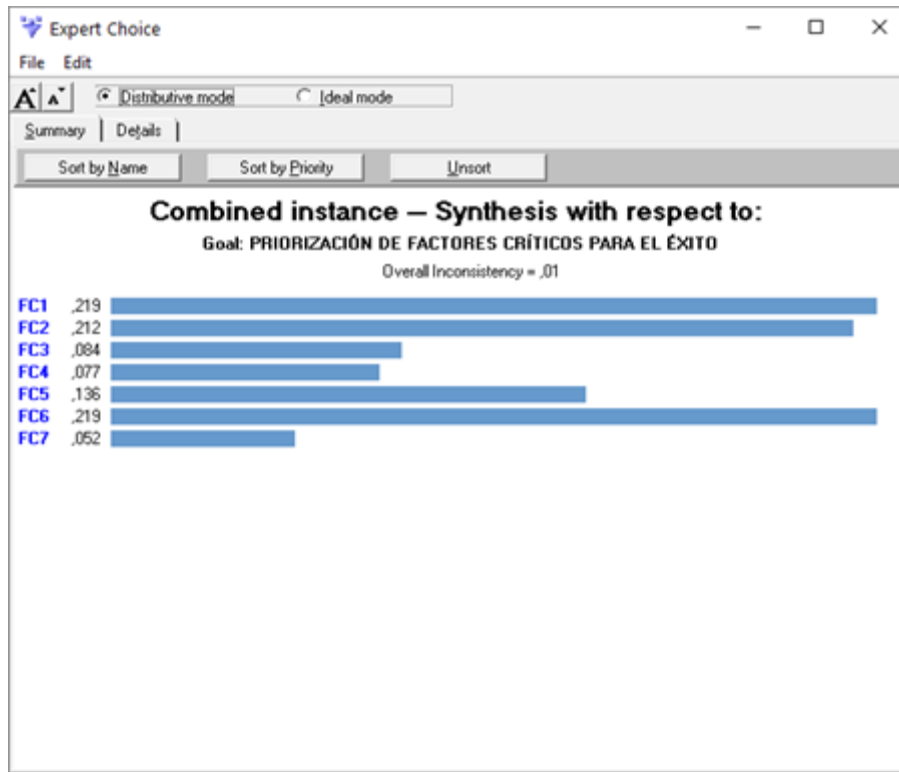 Expert Choice
File Edit
A A Distributive mode Ideal mode
Summary Details
Sort by Name Sort by Priority Unsort
Combined instance – Synthesis with respect to:
Goal: PRIORIZACIÓN DE FACTORES CRÍTICOS PARA EL ÉXITO
Overall Inconsistency = ,01
FC1 ,219
FC2 ,212
FC3 ,084
FC4 ,077
FC5 ,136
FC6 ,219
FC7 ,052